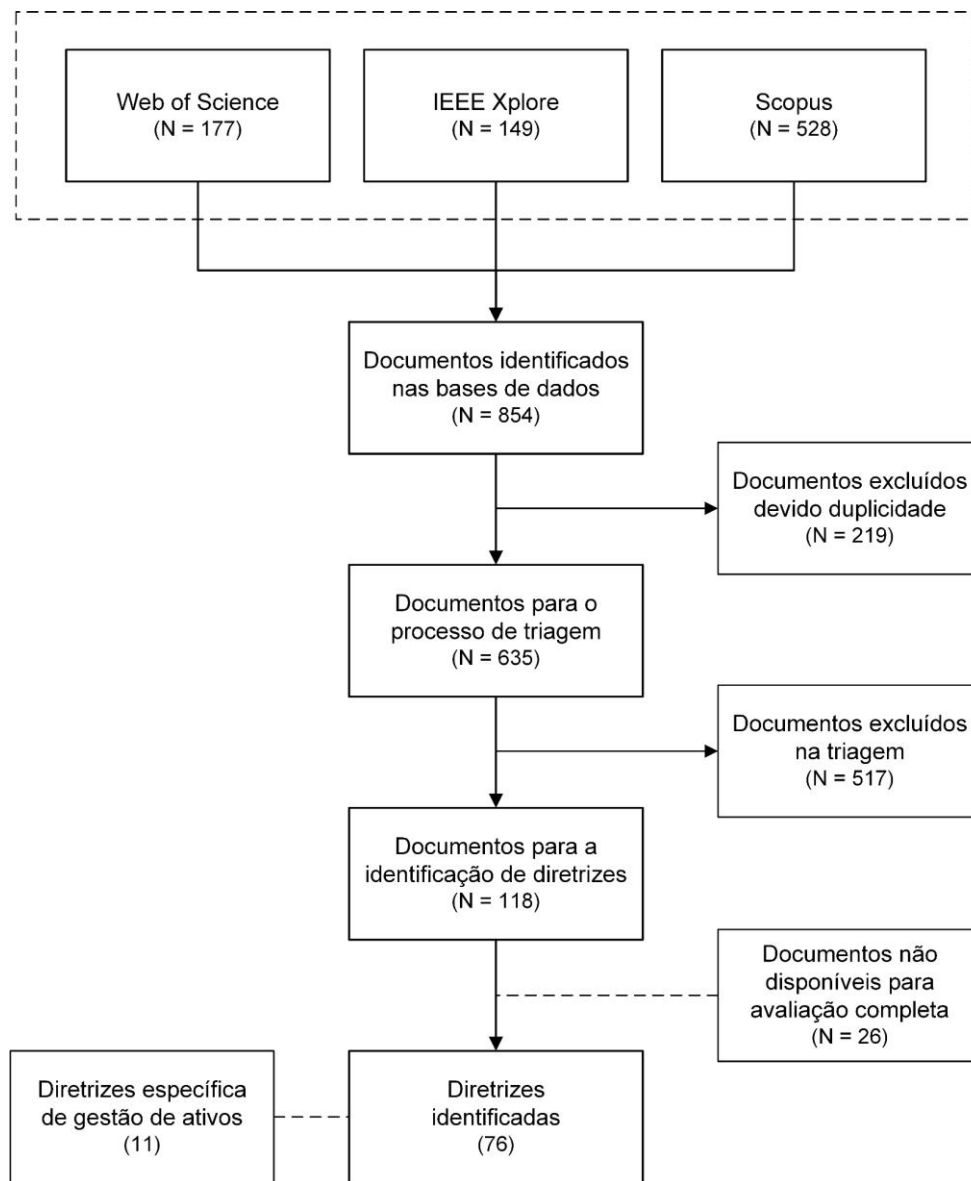 Web of Science
(N = 177)
IEEE Xplore
(N = 149)
Scopus
(N = 528)
Documentos identificados
nas bases de dados
(N = 854)
Documentos excluídos
devido duplicidade
(N = 219)
Documentos para o
processo de triagem
(N = 635)
Documentos excluídos
na triagem
(N = 517)
Documentos para a
identificação de diretrizes
(N = 118)
Documentos não
disponíveis para
avaliação completa
(N = 26)
Diretrizes específica
de gestão de ativos
(11)
Diretrizes
identificadas
(76)